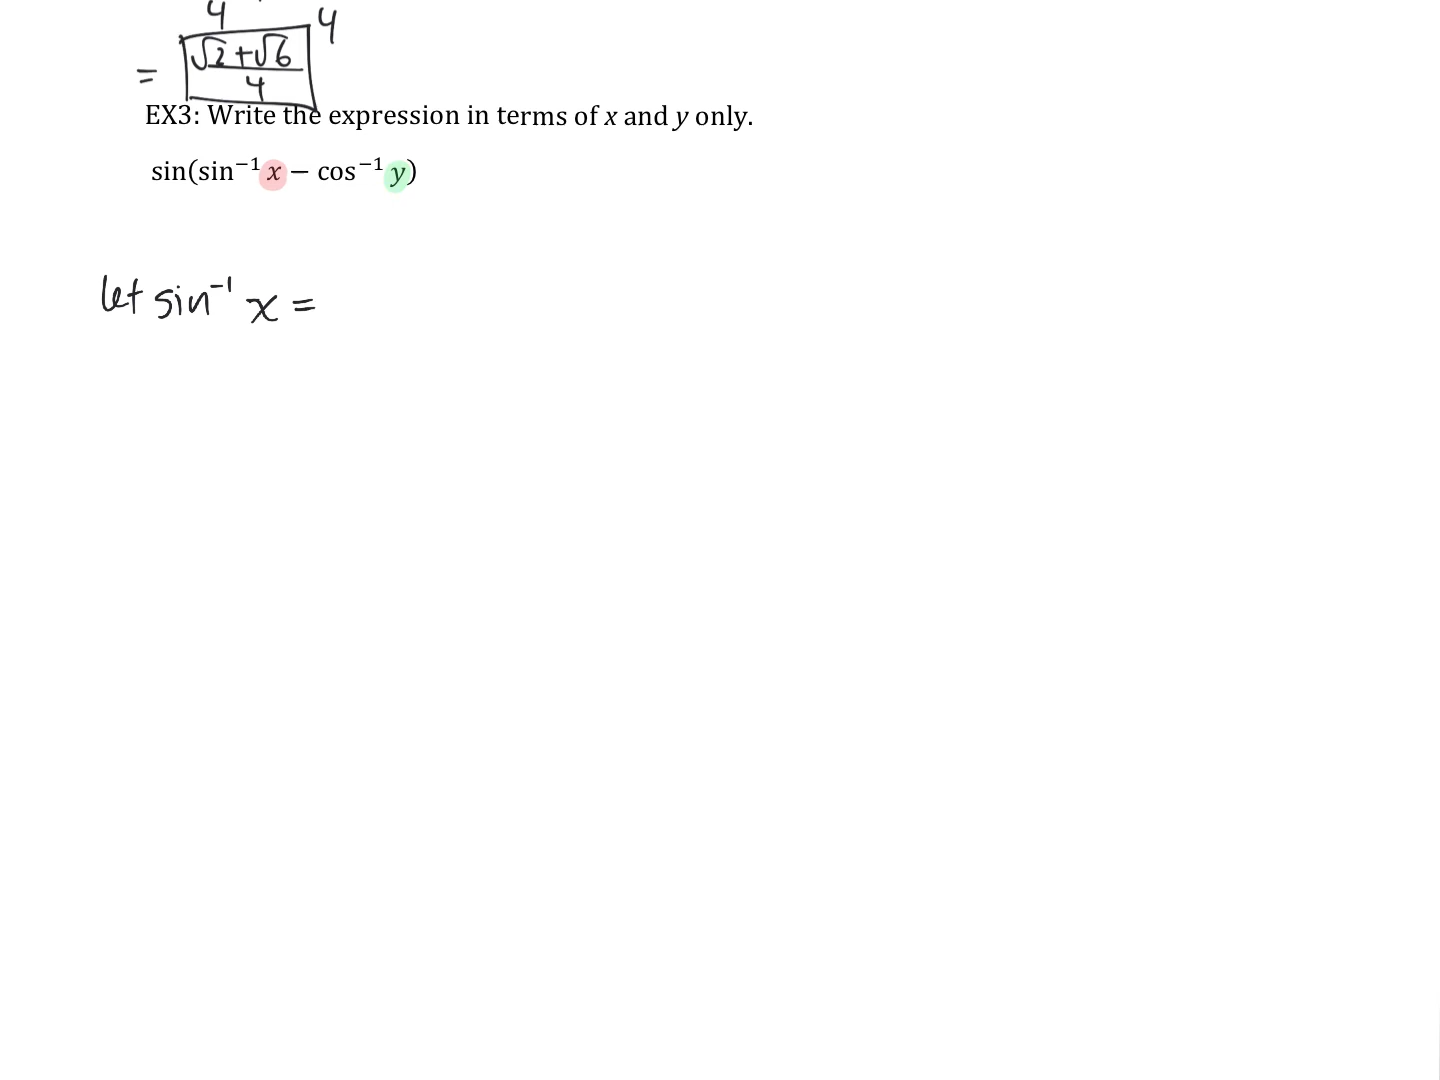 4 4
= √2+√6
4
EX3: Write the expression in terms of x and y only.
sin(sin⁻¹ x − cos⁻¹ y)
let sin⁻¹ x =